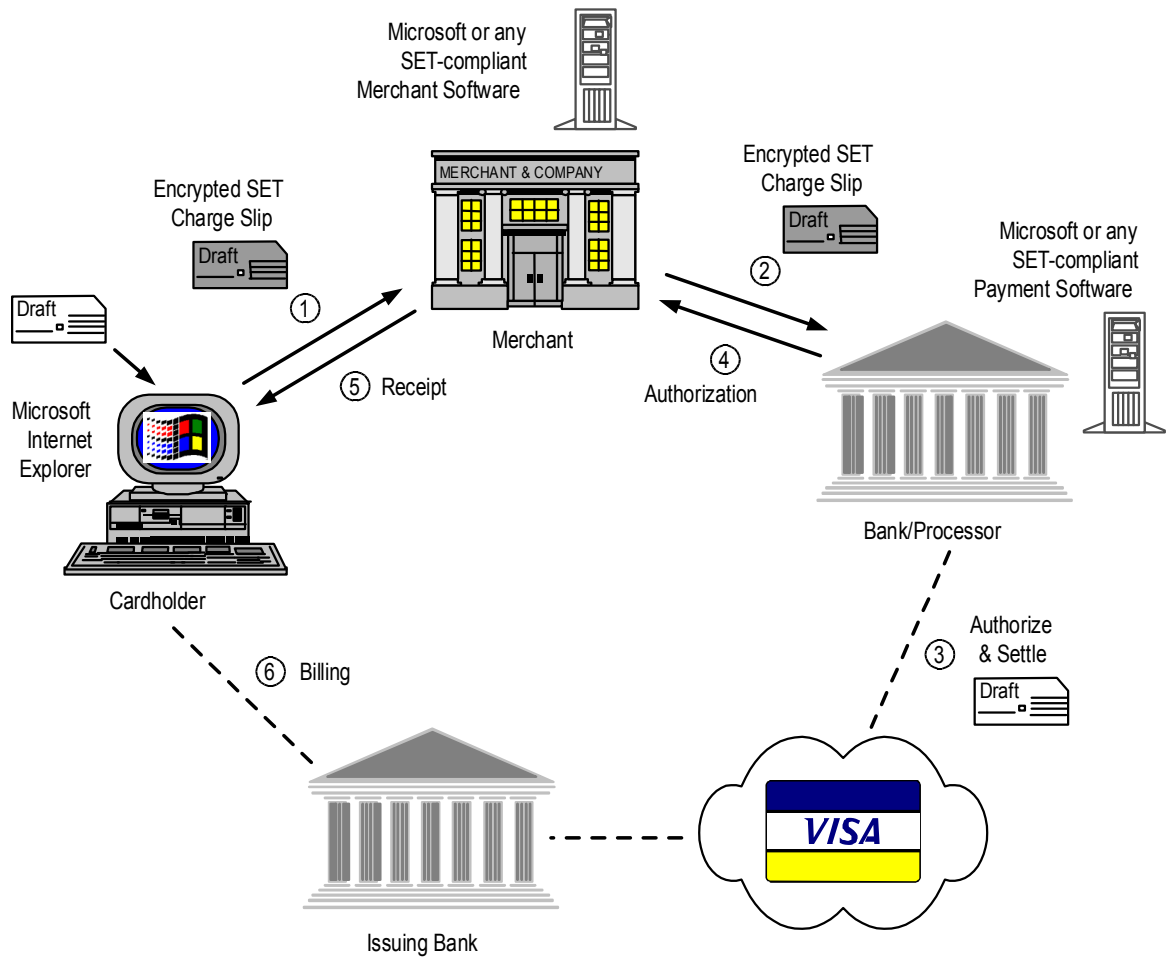 Microsoft or any
SET-compliant
Merchant Software
MERCHANT & COMPANY
Encrypted SET
Charge Slip
Draft
Encrypted SET
Charge Slip
Draft
Microsoft or any
SET-compliant
Payment Software
Draft
1
2
Merchant
4
Authorization
5 Receipt
Microsoft
Internet
Explorer
Bank/Processor
Cardholder
3
Authorize
& Settle
Draft
6 Billing
VISA
Issuing Bank